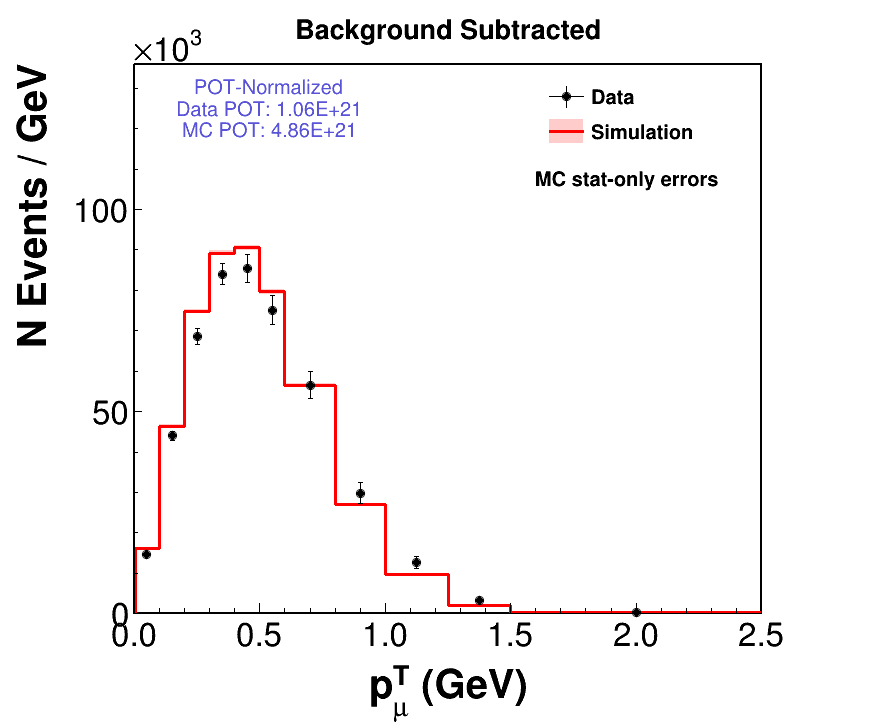 Background Subtracted
×10³
POT-Normalized
Data POT: 1.06E+21
MC POT: 4.86E+21
Data
Simulation
MC stat-only errors
N Events / GeV
100
50
0
0.0 0.5 1.0 1.5 2.0 2.5
p_μ^T (GeV)